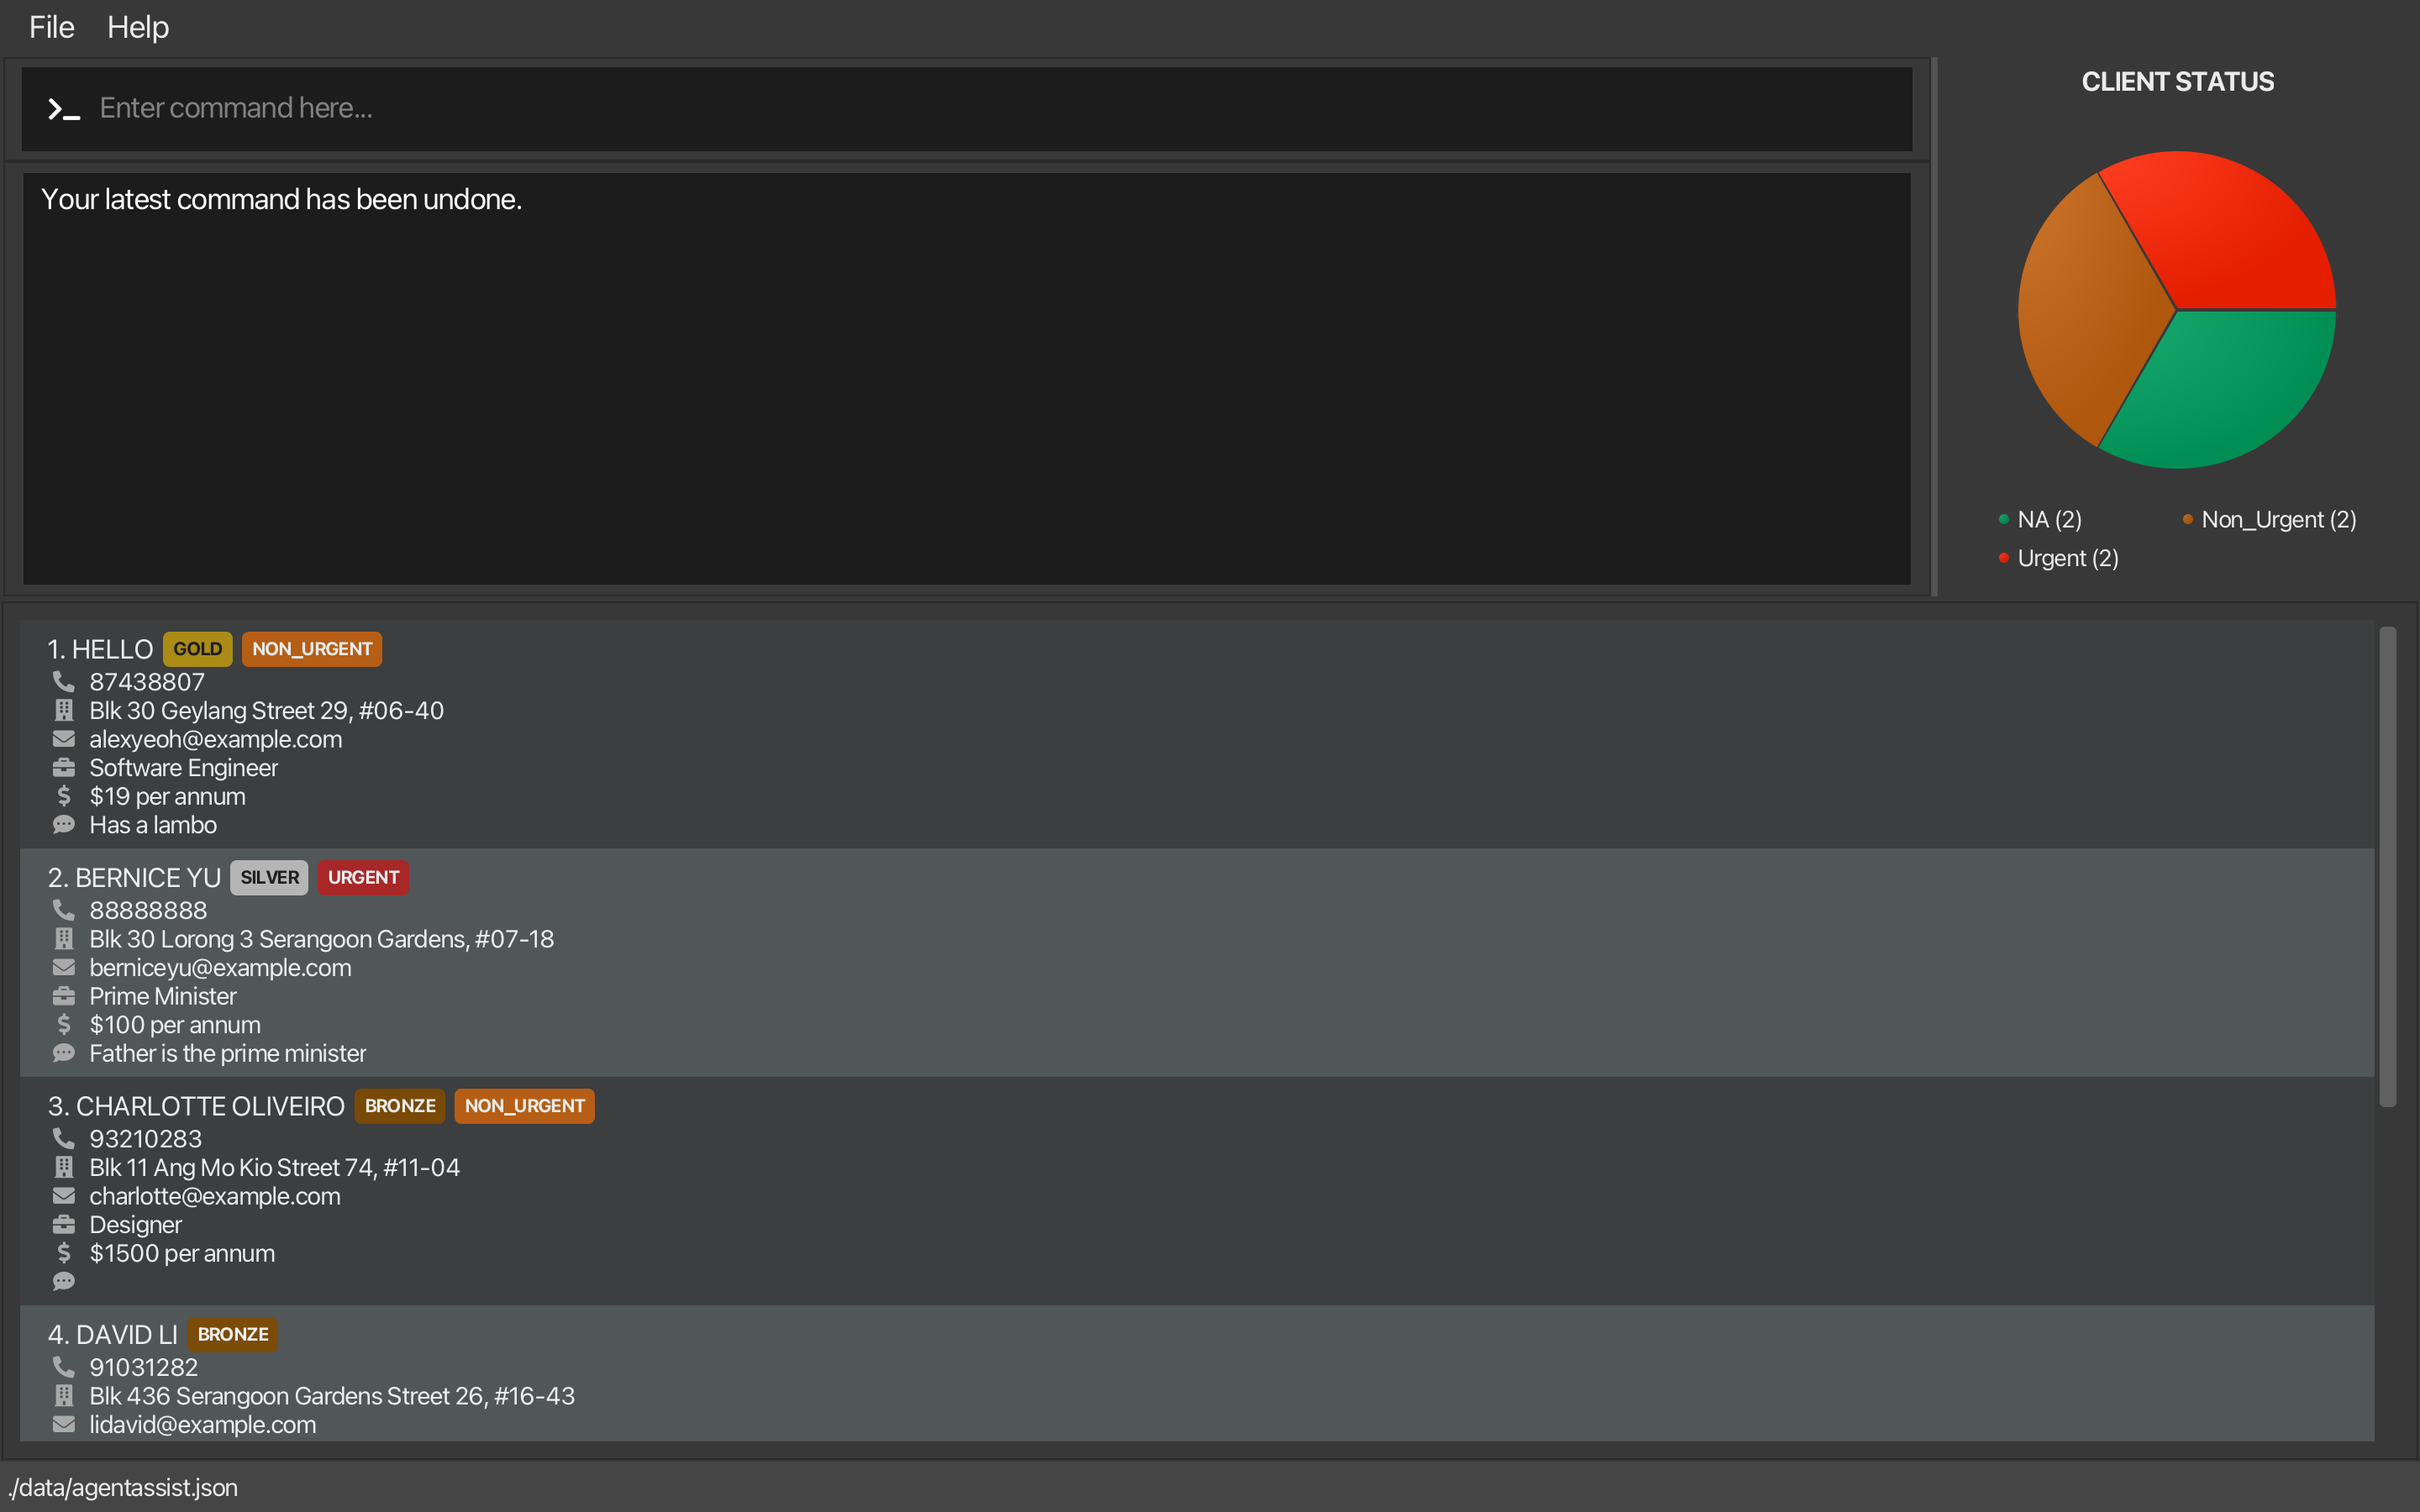 File Help
Enter command here...
Your latest command has been undone.
CLIENT STATUS
NA (2) Non_Urgent (2)
Urgent (2)
1. HELLO GOLD NON_URGENT
87438807
Blk 30 Geylang Street 29, #06-40
alexyeoh@example.com
Software Engineer
$19 per annum
Has a lambo
2. BERNICE YU SILVER URGENT
88888888
Blk 30 Lorong 3 Serangoon Gardens, #07-18
berniceyu@example.com
Prime Minister
$100 per annum
Father is the prime minister
3. CHARLOTTE OLIVEIRO BRONZE NON_URGENT
93210283
Blk 11 Ang Mo Kio Street 74, #11-04
charlotte@example.com
Designer
$1500 per annum
4. DAVID LI BRONZE
91031282
Blk 436 Serangoon Gardens Street 26, #16-43
lidavid@example.com
./data/agentassist.json